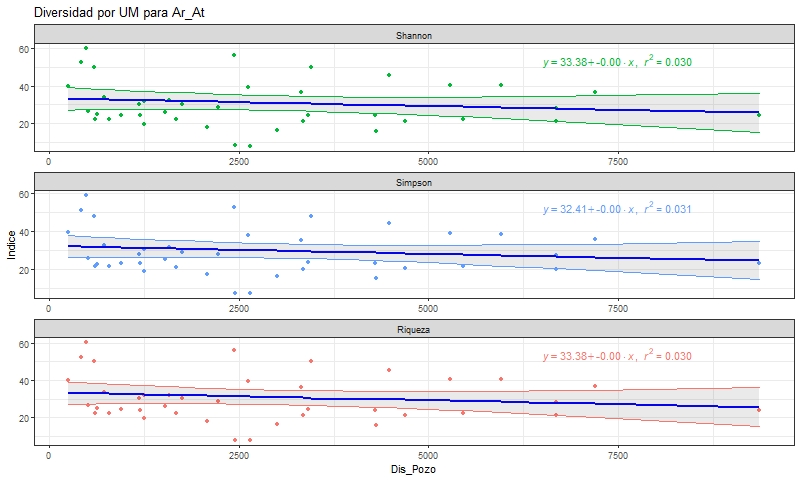 Diversidad por UM para Ar_At
Shannon
y = 33.38+-0.00 · x, r² = 0.030
60
40
20
0
2500
5000
7500
Simpson
y = 32.41+-0.00 · x, r² = 0.031
60
40
20
0
2500
5000
7500
Indice
Riqueza
y = 33.38+-0.00 · x, r² = 0.030
60
40
20
0
2500
5000
7500
Dis_Pozo